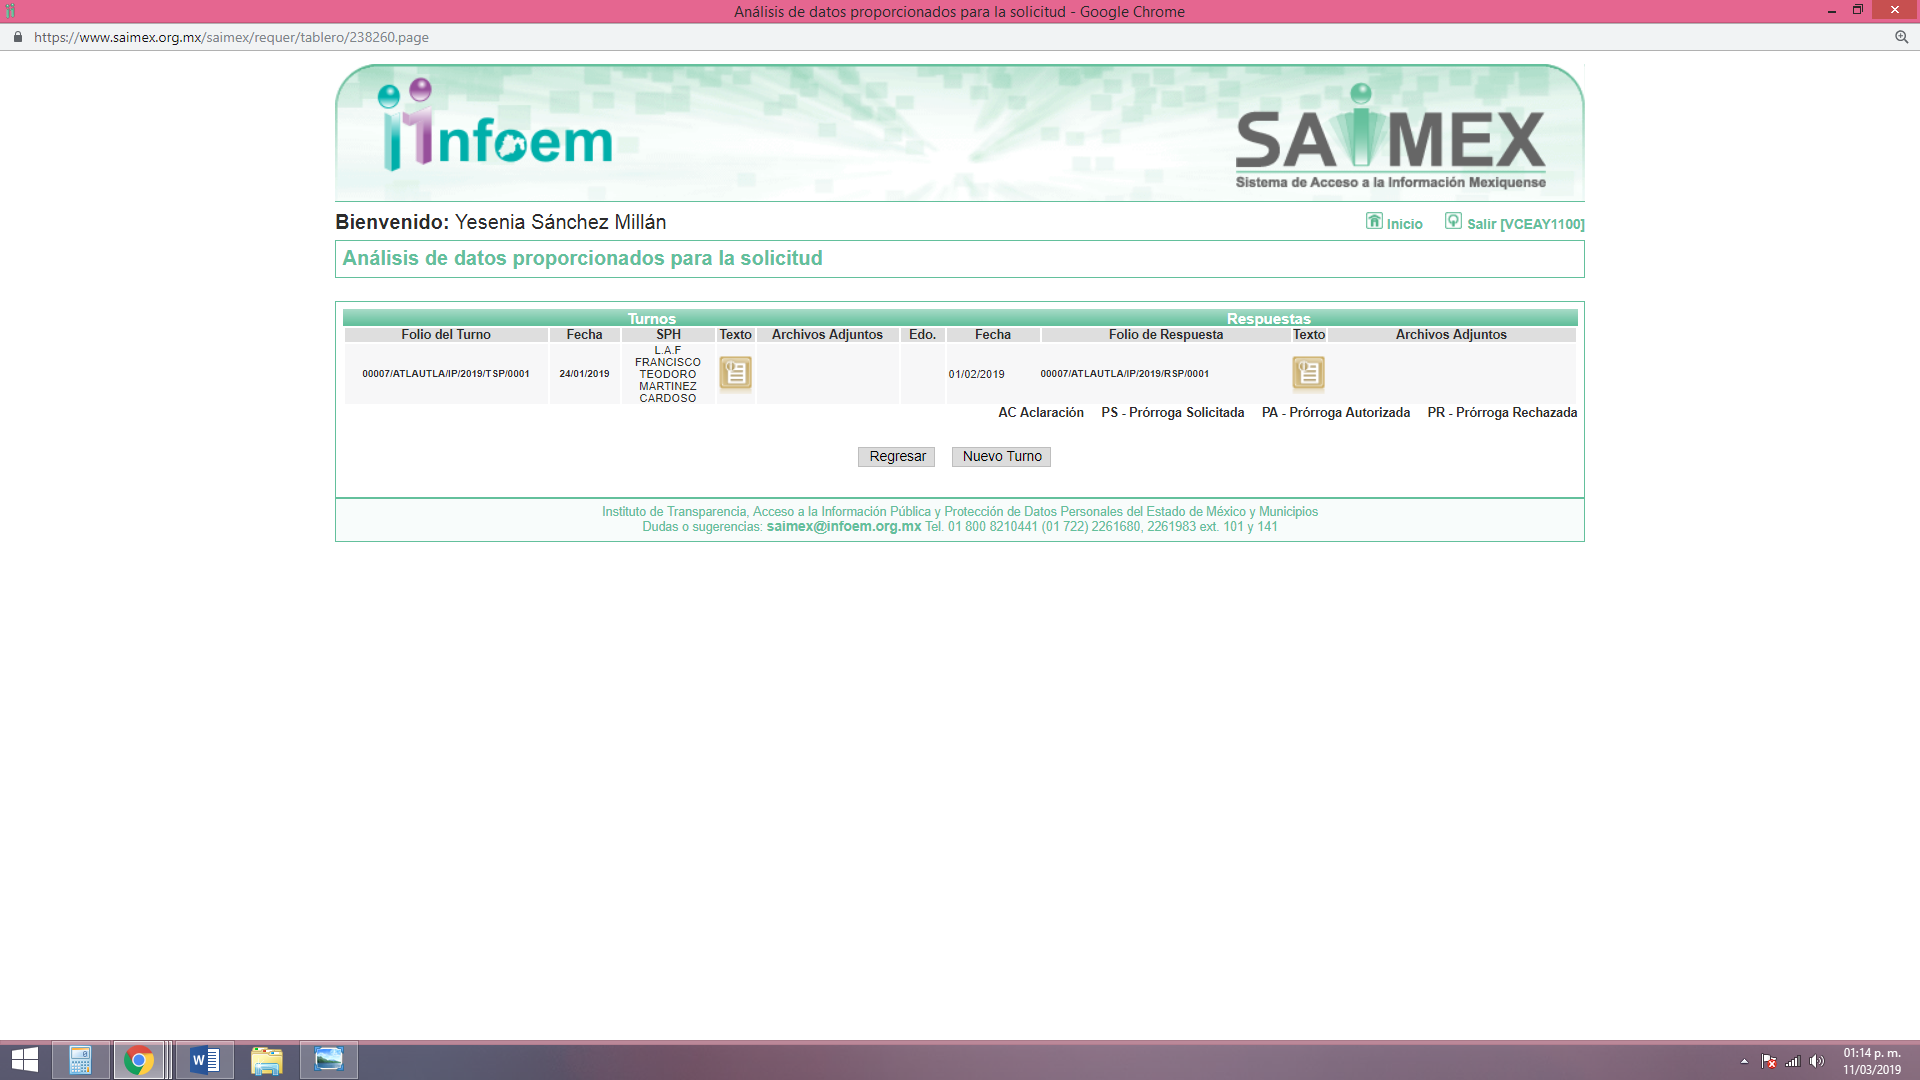 Análisis de datos proporcionados para la solicitud - Google Chrome
https://www.saimex.org.mx/saimex/requer/tablero/238260.page
infoem
SAIMEX
Sistema de Acceso a la Información Mexiquense
Bienvenido: Yesenia Sánchez Millán
Inicio Salir [VCEAY1100]
Análisis de datos proporcionados para la solicitud
Turnos Respuestas
Folio del Turno Fecha SPH Texto Archivos Adjuntos Edo. Fecha Folio de Respuesta Texto Archivos Adjuntos
00007/ATLAUTLA/IP/2019/TSP/0001 24/01/2019
L.A.F
FRANCISCO
TEODORO
MARTINEZ
CARDOSO
01/02/2019 00007/ATLAUTLA/IP/2019/RSP/0001
AC Aclaración PS - Prórroga Solicitada PA - Prórroga Autorizada PR - Prórroga Rechazada
Regresar Nuevo Turno
Instituto de Transparencia, Acceso a la Información Pública y Protección de Datos Personales del Estado de México y Municipios
Dudas o sugerencias: saimex@infoem.org.mx Tel. 01 800 8210441 (01 722) 2261680, 2261983 ext. 101 y 141
01:14 p. m.
11/03/2019